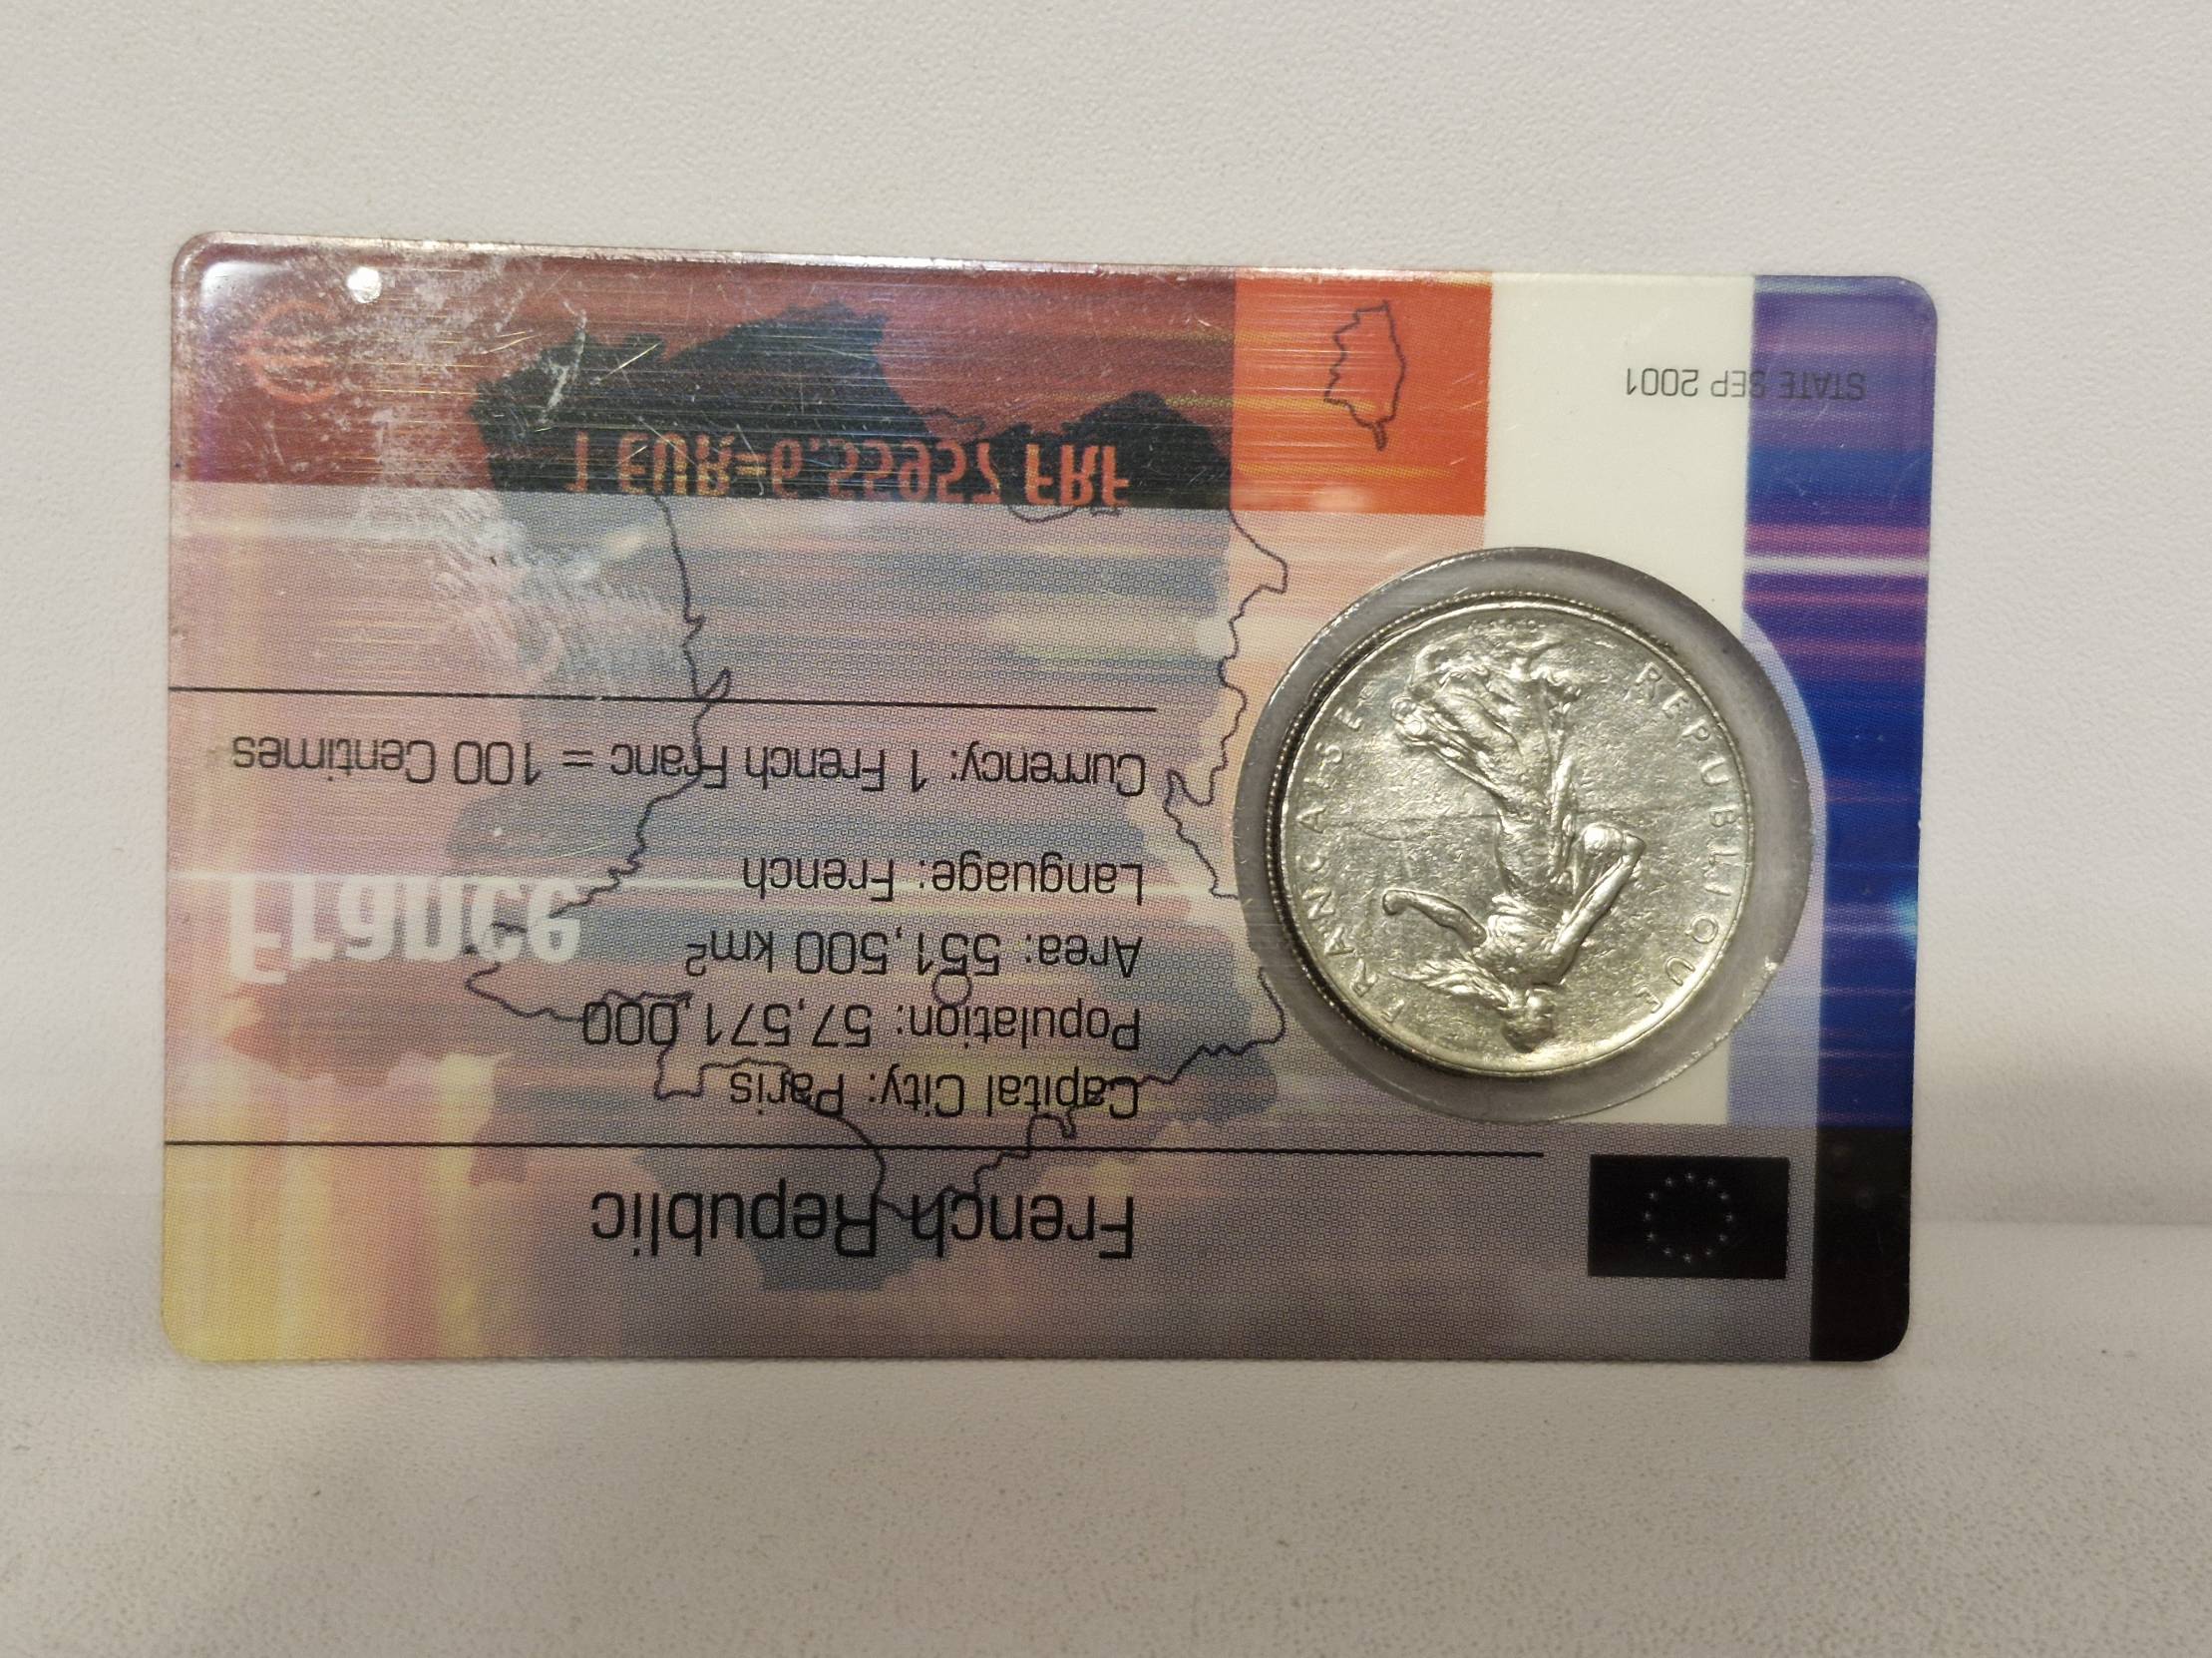 French Republic
Capital City: Paris
Population: 57,571,000
Area: 551,500 km²
Language: French
France
Currency: 1 French Franc = 100 Centimes
1 EUR=6,55957 FRF
€
STATE SEP 2001
REPUBLIQUE FRANÇAISE